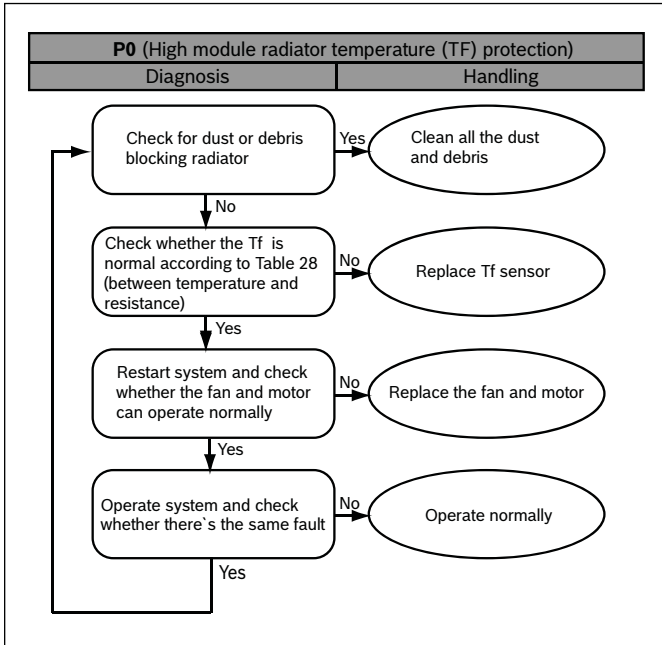 P0 (High module radiator temperature (TF) protection)
Diagnosis
Handling
Check for dust or debris
blocking radiator
Yes
Clean all the dust
and debris
No
Check whether the Tf is
normal according to Table 28
(between temperature and
resistance)
No
Replace Tf sensor
Yes
Restart system and check
whether the fan and motor
can operate normally
No
Replace the fan and motor
Yes
Operate system and check
whether there`s the same fault
No
Operate normally
Yes